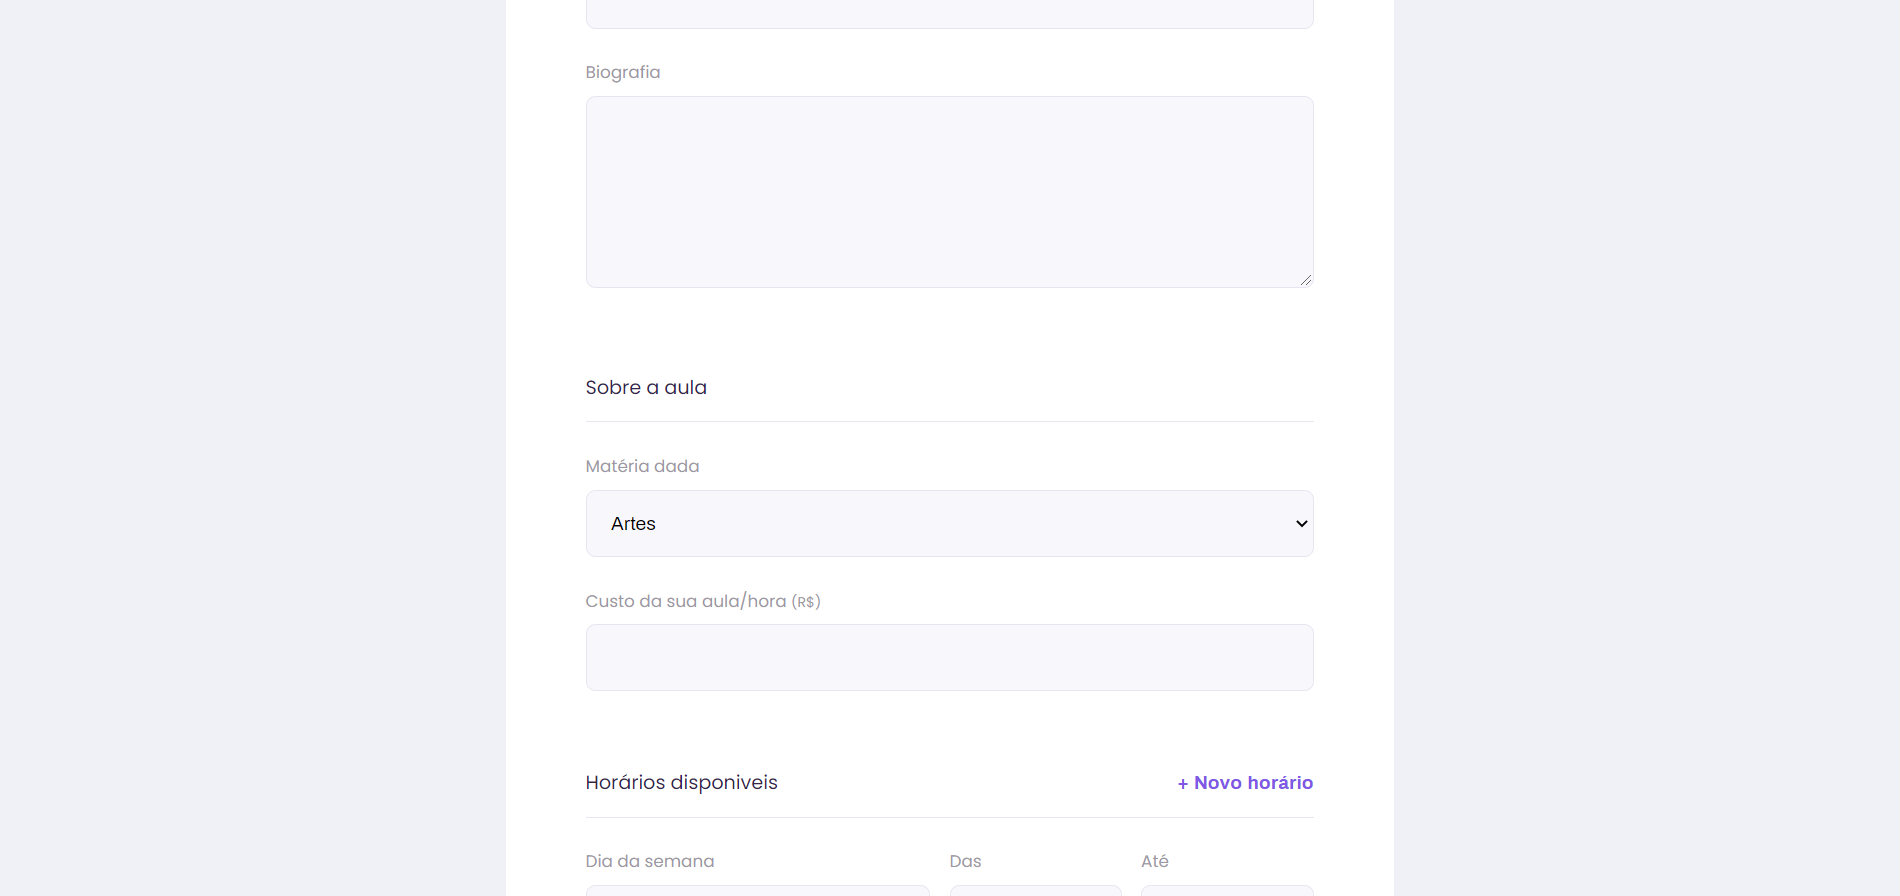 Biografia
Sobre a aula
Matéria dada
Artes
Custo da sua aula/hora (R$)
Horários disponiveis
+ Novo horário
Dia da semana
Das
Até